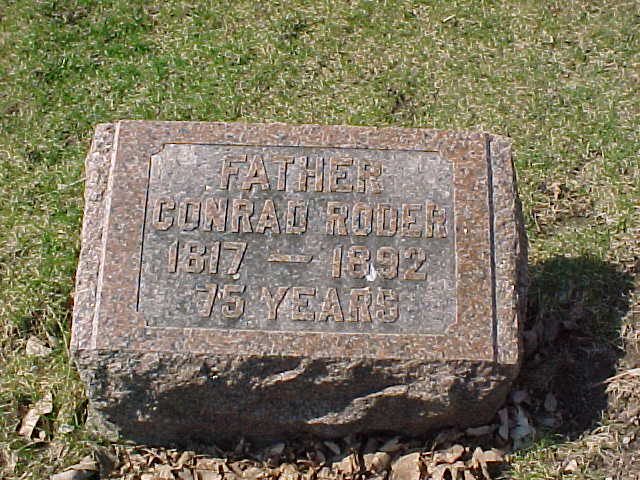 FATHER
CONRAD RODER
1817 — 1892
75 YEARS